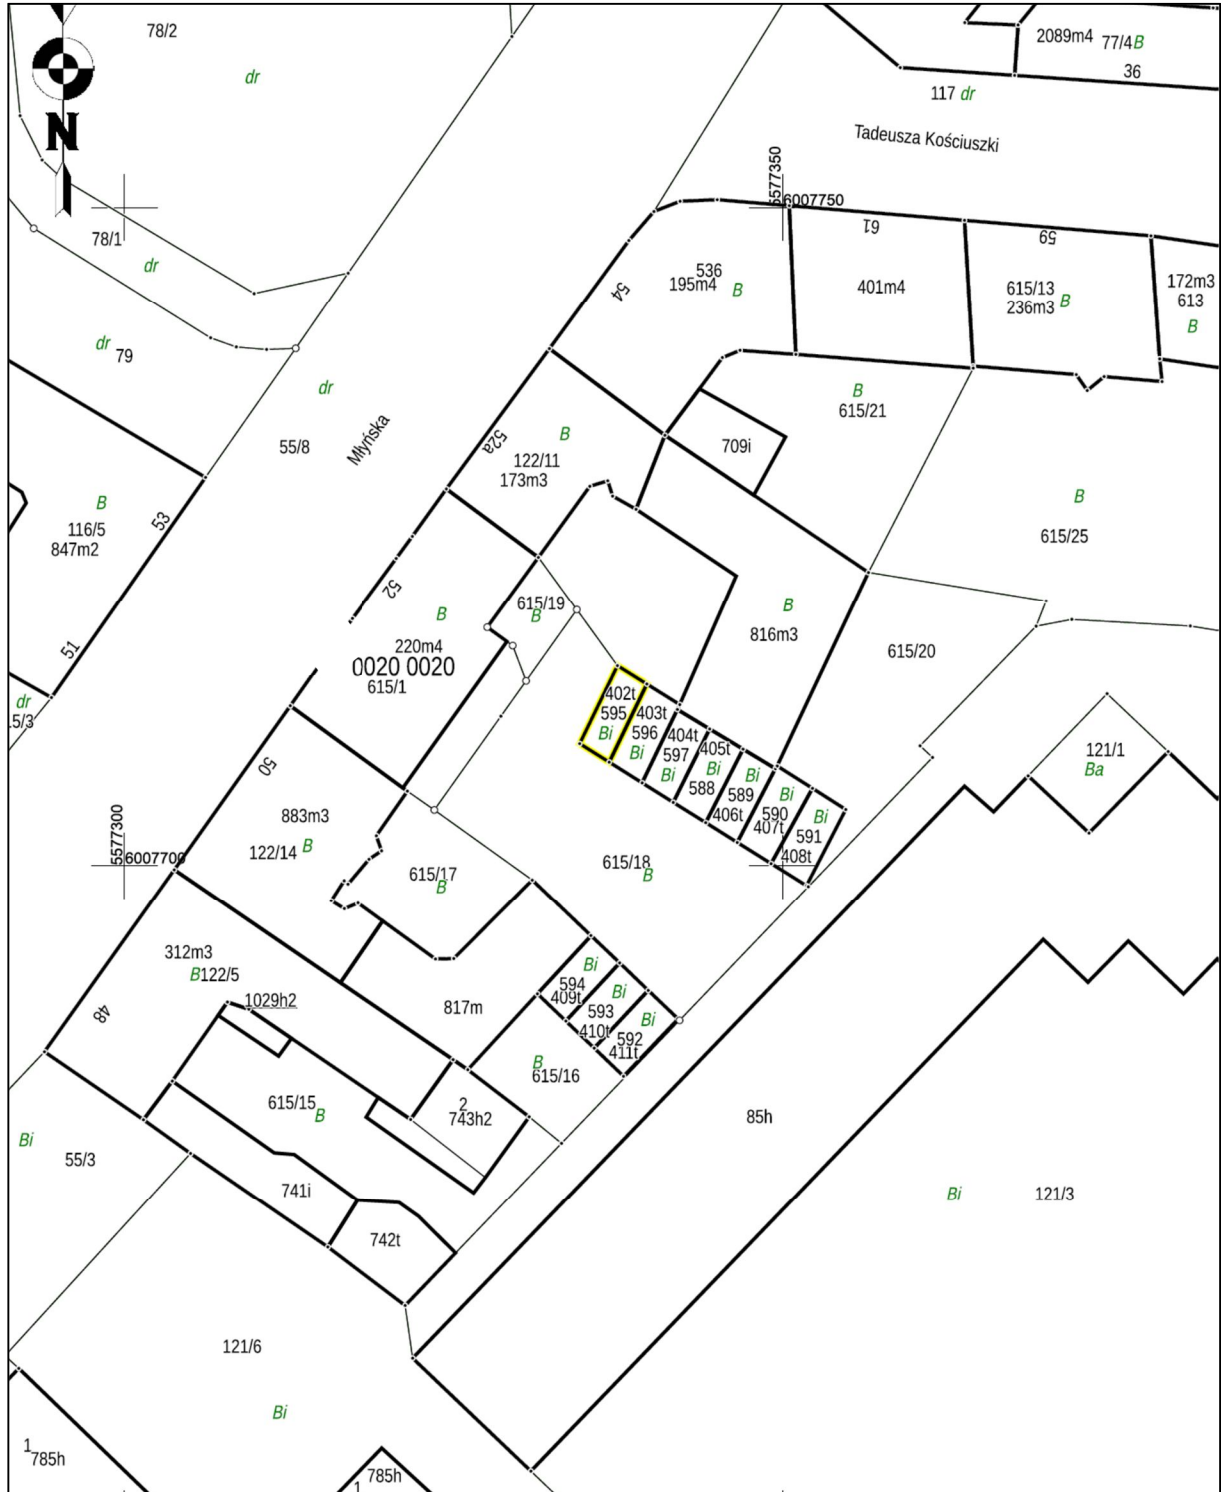 78/2
dr
N
2089m4
77/4 B
36
117 dr
Tadeusza Kościuszki
5577350
6007750
78/1
dr
61
59
536
195m4
B
54
401m4
615/13
236m3
B
172m3
613
B
dr
79
dr
55/8
Młyńska
B
615/21
709i
52a
B
122/11
173m3
B
615/25
B
116/5
847m2
53
52
B
220m4
0020 0020
615/1
615/19
B
B
816m3
615/20
51
dr
5/3
402t
595
Bi
403t
596
Bi
404t
597
Bi
405t
Bi
588
Bi
589
406t
Bi
590
407t
Bi
591
408t
121/1
Ba
50
883m3
122/14
B
5577300
6007700
615/17
B
615/18
B
312m3
B 122/5
1029h2
48
817m
Bi
594
409t
Bi
593
410t
Bi
592
411t
B
615/16
2
743h2
615/15
B
85h
Bi
55/3
741i
742t
Bi
121/3
121/6
Bi
1
785h
785h
1